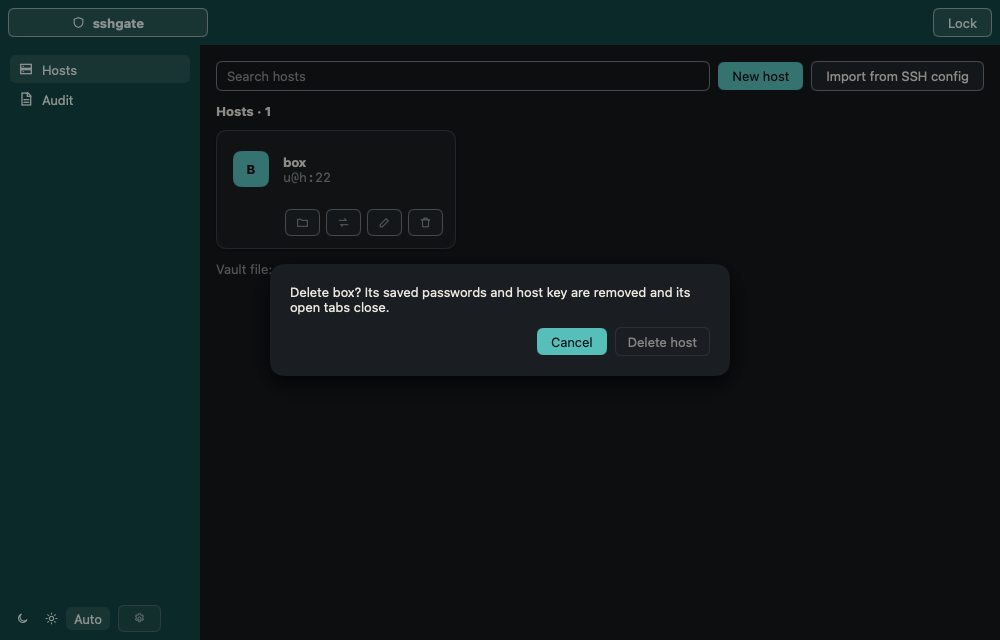 sshgate
Lock
Hosts
Audit
Search hosts
New host
Import from SSH config
Hosts · 1
B
box
u@h:22
Vault file:
Delete box? Its saved passwords and host key are removed and its
open tabs close.
Cancel
Delete host
Auto